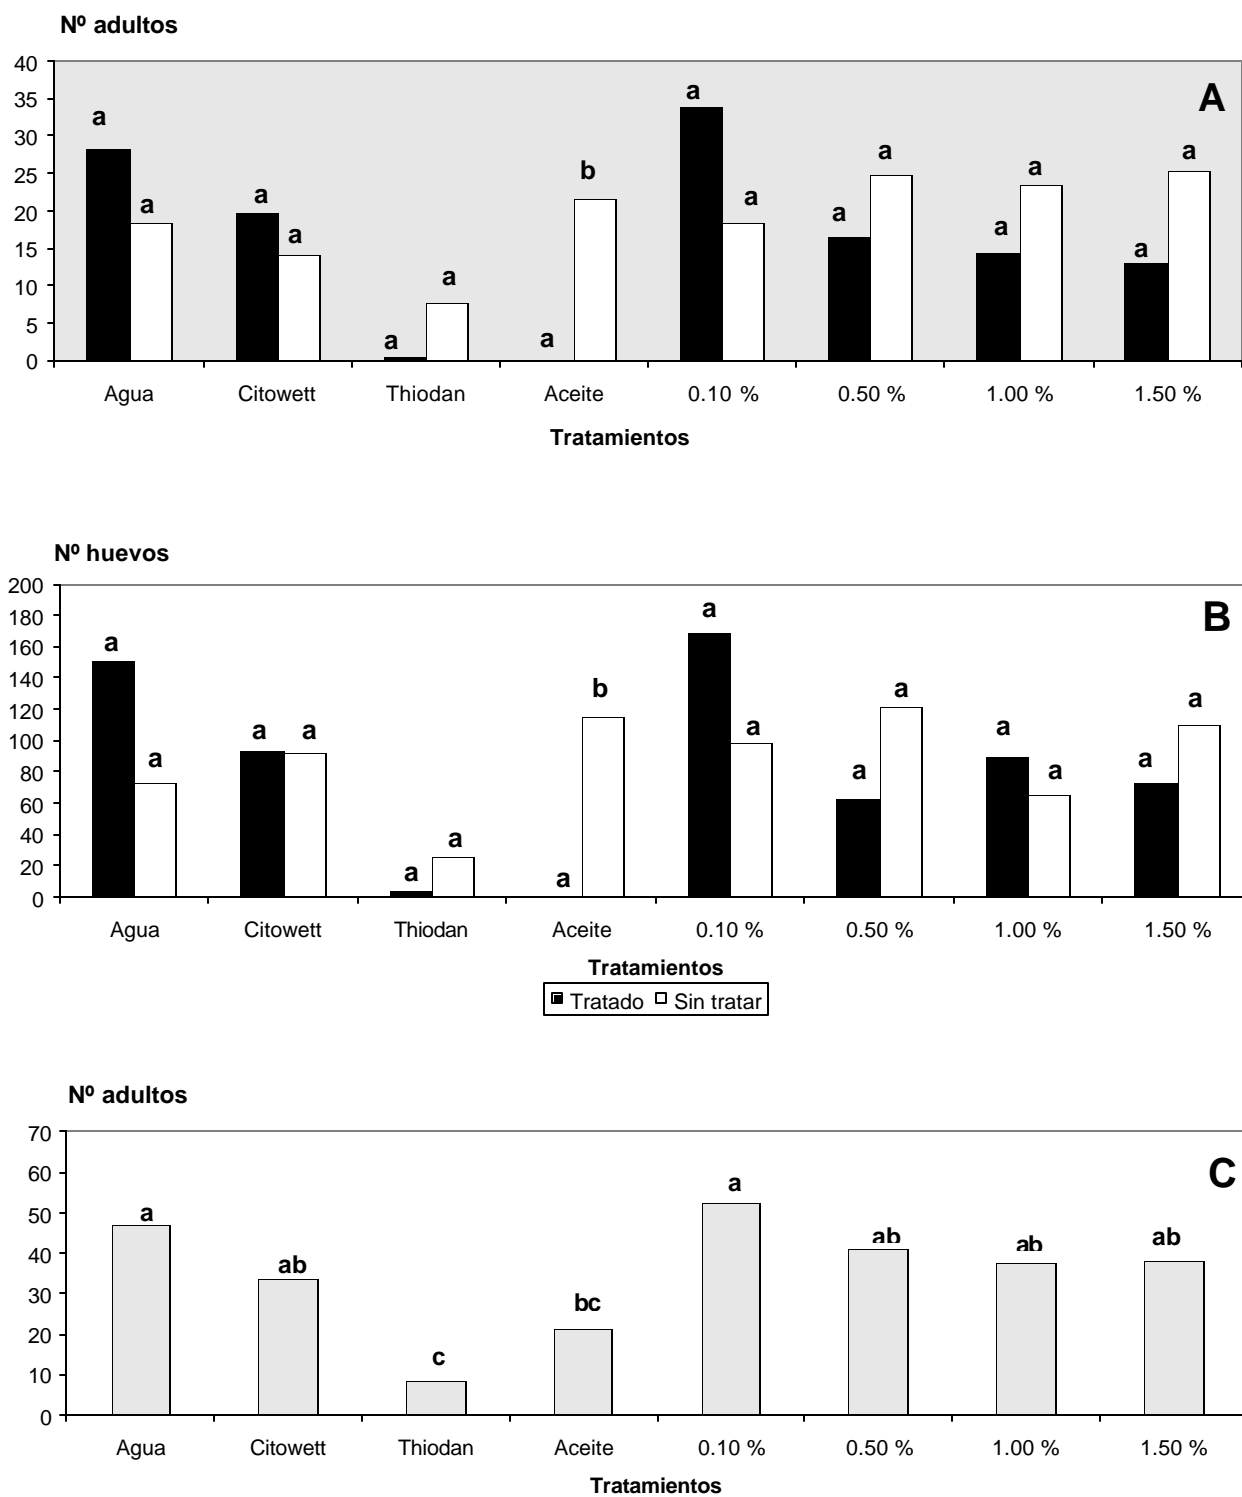 Nº adultos
A
40
35
30
25
20
15
10
5
0
a
a
a
a
a
a
a
b
a
a
a
a
a
a
a
a
Agua Citowett Thiodan Aceite 0.10 % 0.50 % 1.00 % 1.50 %
Tratamientos
Nº huevos
B
200
180
160
140
120
100
80
60
40
20
0
a
a
a
a
a
a
a
b
a
a
a
a
a
a
a
a
Agua Citowett Thiodan Aceite 0.10 % 0.50 % 1.00 % 1.50 %
Tratamientos
Tratado Sin tratar
Nº adultos
C
70
60
50
40
30
20
10
0
a
ab
c
bc
a
ab
ab
ab
Agua Citowett Thiodan Aceite 0.10 % 0.50 % 1.00 % 1.50 %
Tratamientos